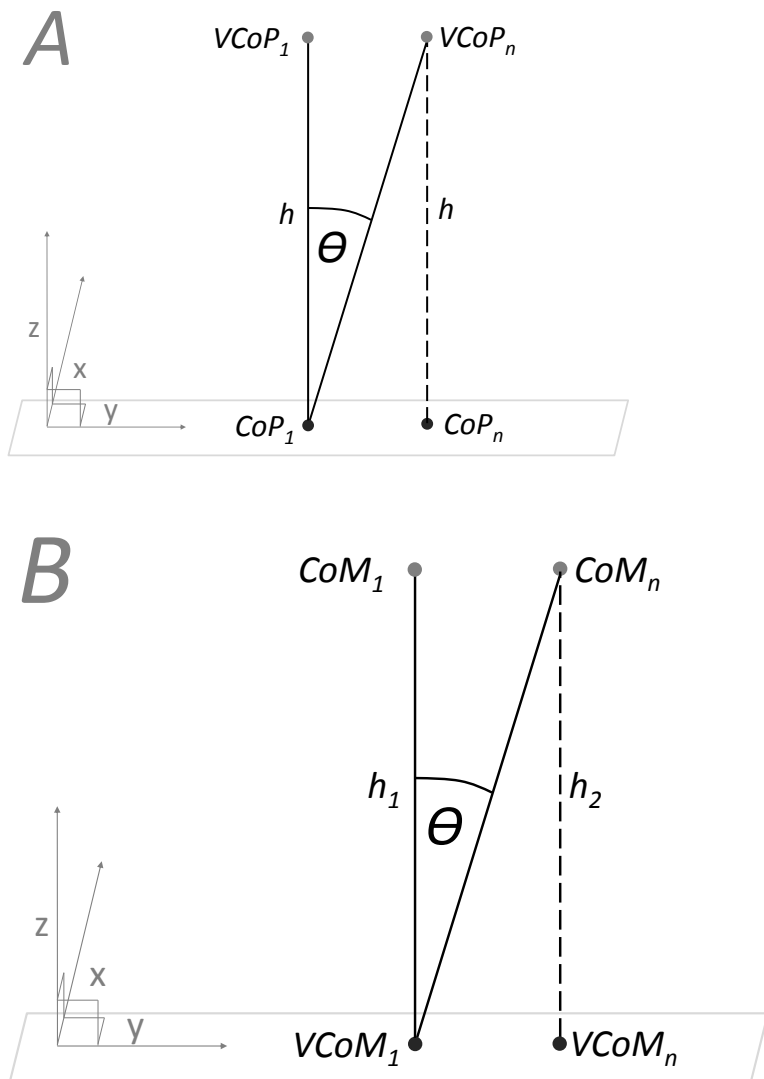 A
VCoP1 VCoPn
h h
Ɵ
z
x
y
CoP1 CoPn
B
CoM1 CoMn
h1 h2
Ɵ
z
x
y
VCoM1 VCoMn